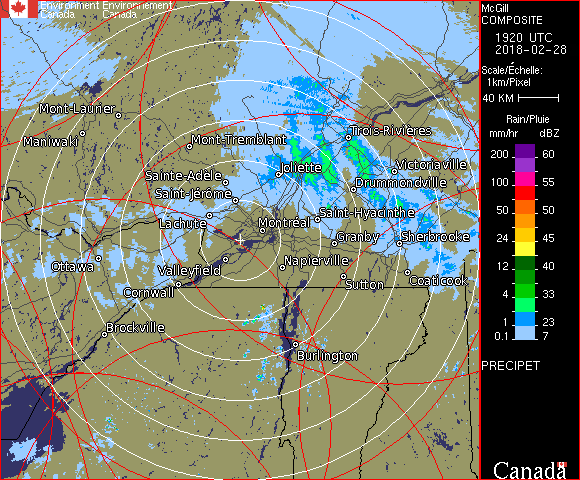 Environment Environnement
Canada Canada
McGill
COMPOSITE
1920 UTC
2018-02-28
Scale/Échelle:
1km/Pixel
40 KM
Rain/Pluie
mm/hr dBZ
200 60
100 55
50 50
24 45
12 40
4 33
1 23
0.1 7
PRECIPET
Canada
Mont-Laurier
Maniwaki
Mont-Tremblant
Trois-Rivières
Sainte-Adèle
Joliette
Victoriaville
Drummondville
Saint-Jérôme
Lachute
Saint-Hyacinthe
Montréal
Granby
Sherbrooke
Ottawa
Valleyfield
Napierville
Cornwall
Sutton
Coaticook
Brockville
Burlington